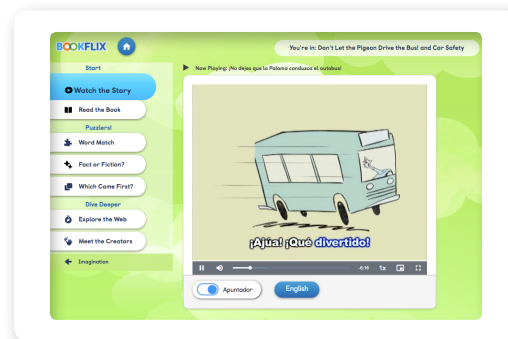 BOOKFLIX
You're in: Don't Let the Pigeon Drive the Bus! and Car Safety
Start
Now Playing: ¡No dejes que la Paloma conduzca el autobus!
Watch the Story
Read the Book
Puzzlers!
Word Match
Fact or Fiction?
Which Came First?
Dive Deeper
Explore the Web
Meet the Creators
Imagination
¡Ajúa! ¡Qué divertido!
-6:16 1x
Apuntador
English